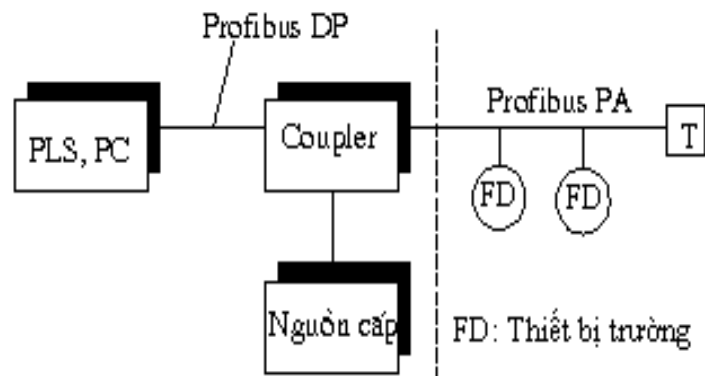 Profibus DP
PLS, PC
Coupler
Profibus PA
T
FD
FD
Nguồn cấp
FD: Thiết bị trường